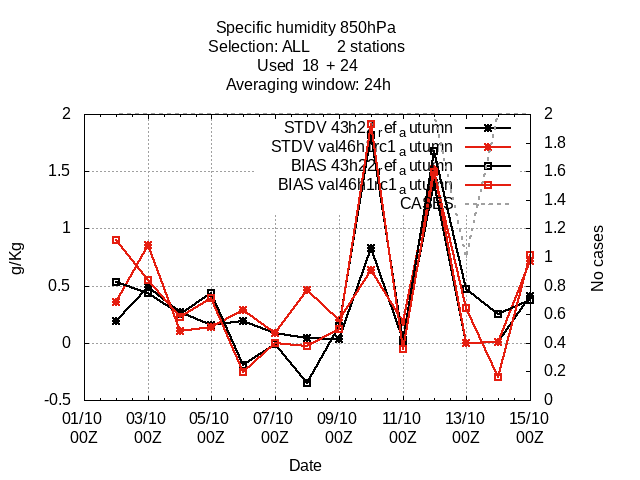 Specific humidity 850hPa
Selection: ALL 2 stations
Used 18 + 24
Averaging window: 24h
2
1.5
1
0.5
0
-0.5
g/Kg
STDV 43h22_ref_autumn
STDV val46h1rc1_autumn
BIAS 43h22_ref_autumn
BIAS val46h1rc1_autumn
CASES
2
1.8
1.6
1.4
1.2
1
0.8
0.6
0.4
0.2
0
No cases
01/10 03/10 05/10 07/10 09/10 11/10 13/10 15/10
00Z 00Z 00Z 00Z 00Z 00Z 00Z 00Z
Date